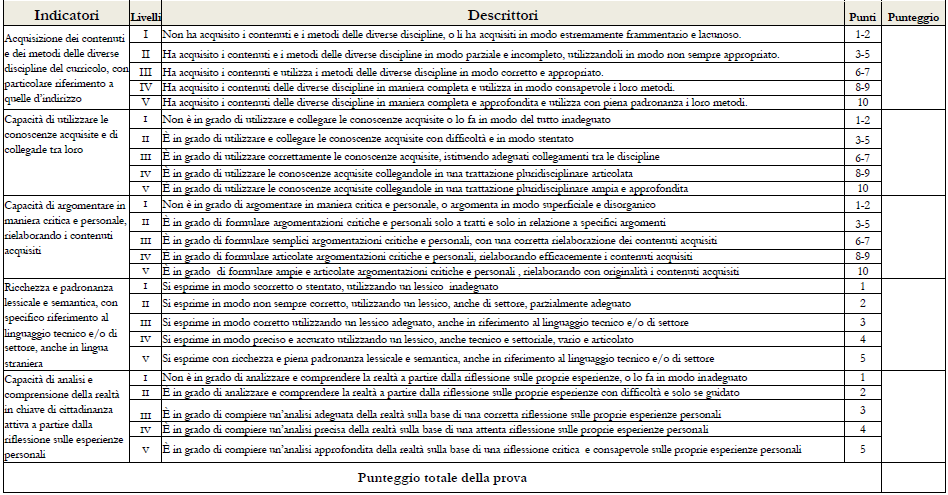 Indicatori Livelli Descrittori Punti Punteggio
Acquisizione dei contenuti
e dei metodi delle diverse
discipline del curricolo, con
particolare riferimento a
quelle d'indirizzo
I Non ha acquisito i contenuti e i metodi delle diverse discipline, o li ha acquisiti in modo estremamente frammentario e lacunoso. 1-2
II Ha acquisito i contenuti e i metodi delle diverse discipline in modo parziale e incompleto, utilizzandoli in modo non sempre appropriato. 3-5
III Ha acquisito i contenuti e utilizza i metodi delle diverse discipline in modo corretto e appropriato. 6-7
IV Ha acquisito i contenuti delle diverse discipline in maniera completa e utilizza in modo consapevole i loro metodi. 8-9
V Ha acquisito i contenuti delle diverse discipline in maniera completa e approfondita e utilizza con piena padronanza i loro metodi. 10
Capacità di utilizzare le
conoscenze acquisite e di
collegarle tra loro
I Non è in grado di utilizzare e collegare le conoscenze acquisite o lo fa in modo del tutto inadeguato 1-2
II È in grado di utilizzare e collegare le conoscenze acquisite con difficoltà e in modo stentato 3-5
III È in grado di utilizzare correttamente le conoscenze acquisite, istituendo adeguati collegamenti tra le discipline 6-7
IV È in grado di utilizzare le conoscenze acquisite collegandole in una trattazione pluridisciplinare articolata 8-9
V È in grado di utilizzare le conoscenze acquisite collegandole in una trattazione pluridisciplinare ampia e approfondita 10
Capacità di argomentare in
maniera critica e personale,
rielaborando i contenuti
acquisiti
I Non è in grado di argomentare in maniera critica e personale, o argomenta in modo superficiale e disorganico 1-2
II È in grado di formulare argomentazioni critiche e personali solo a tratti e solo in relazione a specifici argomenti 3-5
III È in grado di formulare semplici argomentazioni critiche e personali, con una corretta rielaborazione dei contenuti acquisiti 6-7
IV È in grado di formulare articolate argomentazioni critiche e personali, rielaborando efficacemente i contenuti acquisiti 8-9
V È in grado di formulare ampie e articolate argomentazioni critiche e personali , rielaborando con originalità i contenuti acquisiti 10
Ricchezza e padronanza
lessicale e semantica, con
specifico riferimento al
linguaggio tecnico e/o di
settore, anche in lingua
straniera
I Si esprime in modo scorretto o stentato, utilizzando un lessico inadeguato 1
II Si esprime in modo non sempre corretto, utilizzando un lessico, anche di settore, parzialmente adeguato 2
III Si esprime in modo corretto utilizzando un lessico adeguato, anche in riferimento al linguaggio tecnico e/o di settore 3
IV Si esprime in modo preciso e accurato utilizzando un lessico, anche tecnico e settoriale, vario e articolato 4
V Si esprime con ricchezza e piena padronanza lessicale e semantica, anche in riferimento al linguaggio tecnico e/o di settore 5
Capacità di analisi e
comprensione della realtà
in chiave di cittadinanza
attiva a partire dalla
riflessione sulle esperienze
personali
I Non è in grado di analizzare e comprendere la realtà a partire dalla riflessione sulle proprie esperienze, o lo fa in modo inadeguato 1
II È in grado di analizzare e comprendere la realtà a partire dalla riflessione sulle proprie esperienze con difficoltà e solo se guidato 2
III È in grado di compiere un'analisi adeguata della realtà sulla base di una corretta riflessione sulle proprie esperienze personali 3
IV È in grado di compiere un'analisi precisa della realtà sulla base di una attenta riflessione sulle proprie esperienze personali 4
V È in grado di compiere un'analisi approfondita della realtà sulla base di una riflessione critica e consapevole sulle proprie esperienze personali 5
Punteggio totale della prova